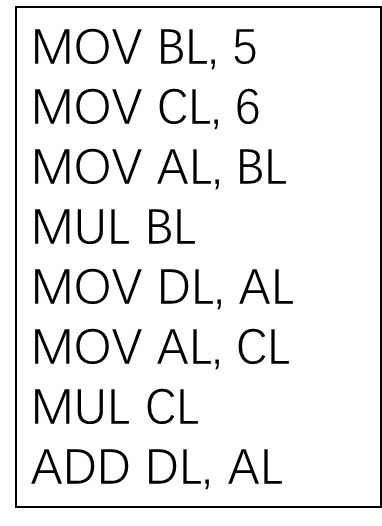 MOV BL, 5
MOV CL, 6
MOV AL, BL
MUL BL
MOV DL, AL
MOV AL, CL
MUL CL
ADD DL, AL